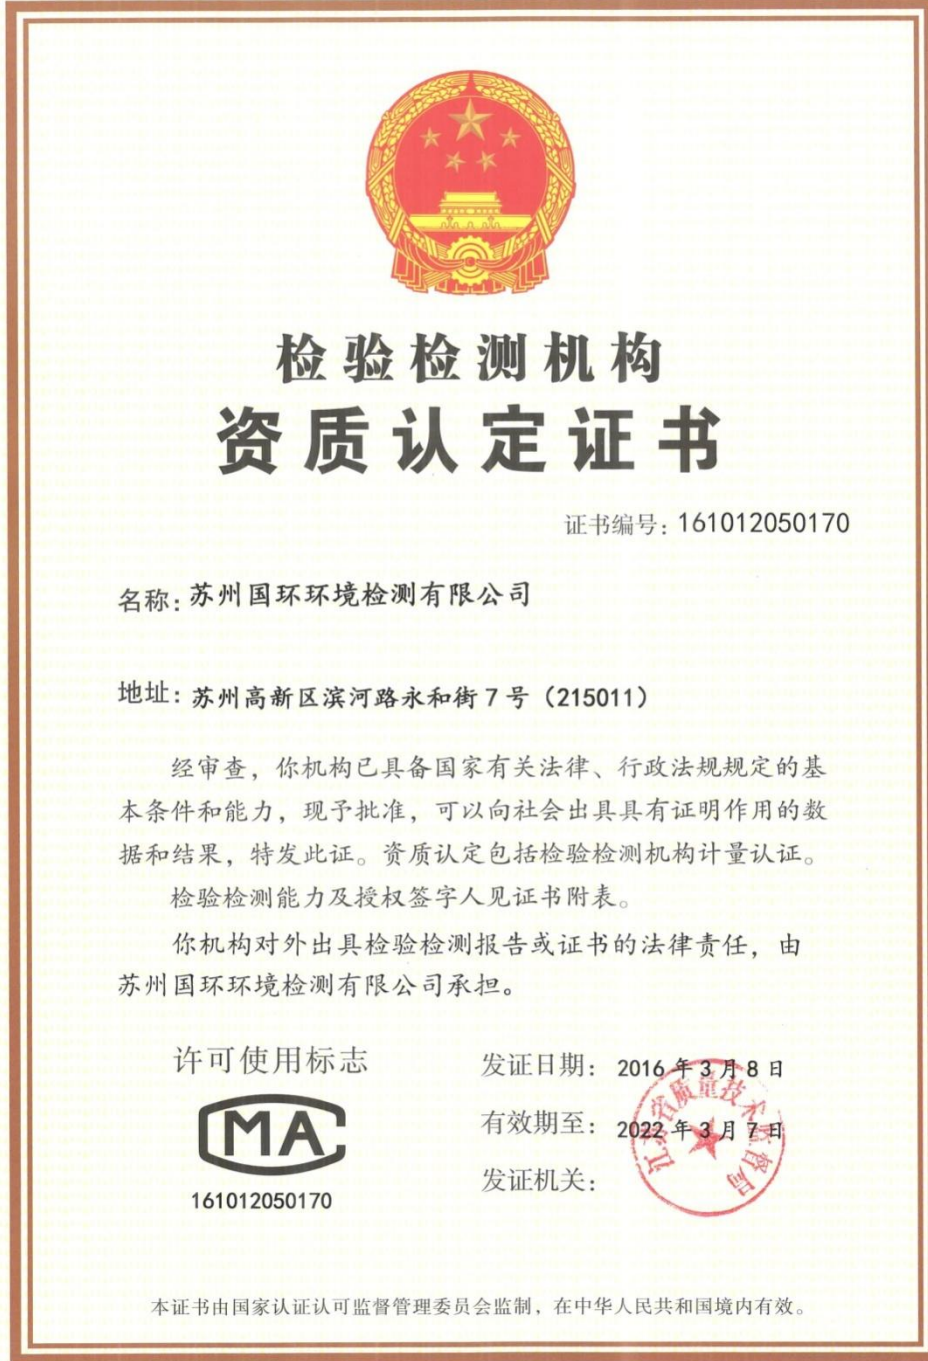 检验检测机构
资质认定证书
证书编号：161012050170
名称：苏州国环环境检测有限公司
地址：苏州高新区滨河路永和街7号（215011）
经审查，你机构已具备国家有关法律、行政法规规定的基
本条件和能力，现予批准，可以向社会出具具有证明作用的数
据和结果，特发此证。资质认定包括检验检测机构计量认证。
检验检测能力及授权签字人见证书附表。
你机构对外出具检验检测报告或证书的法律责任，由
苏州国环环境检测有限公司承担。
许可使用标志
MA
161012050170
发证日期：2016年3月8日
有效期至：2022年3月7日
发证机关：
江苏省质量技术监督局
本证书由国家认证认可监督管理委员会监制，在中华人民共和国境内有效。